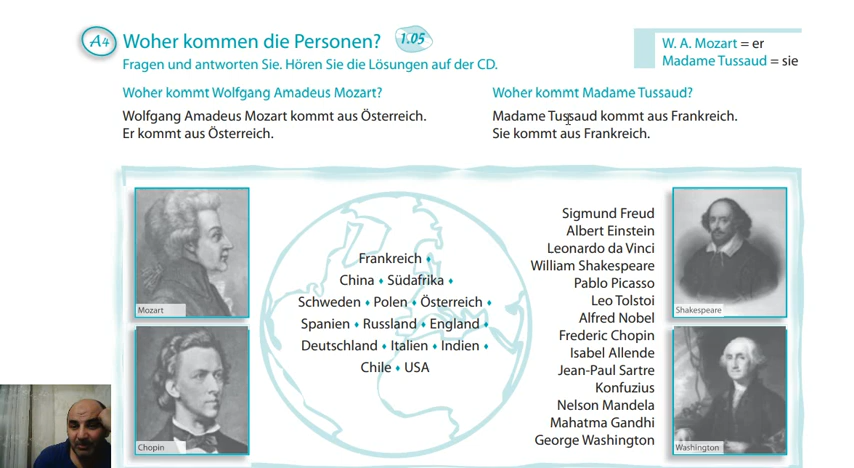 A4 Woher kommen die Personen? 1.05
Fragen und antworten Sie. Hören Sie die Lösungen auf der CD.
W. A. Mozart = er
Madame Tussaud = sie
Woher kommt Wolfgang Amadeus Mozart?
Wolfgang Amadeus Mozart kommt aus Österreich.
Er kommt aus Österreich.
Woher kommt Madame Tussaud?
Madame Tussaud kommt aus Frankreich.
Sie kommt aus Frankreich.
Mozart
Chopin
Frankreich ♦
China ♦ Südafrika ♦
Schweden ♦ Polen ♦ Österreich ♦
Spanien ♦ Russland ♦ England ♦
Deutschland ♦ Italien ♦ Indien ♦
Chile ♦ USA
Sigmund Freud
Albert Einstein
Leonardo da Vinci
William Shakespeare
Pablo Picasso
Leo Tolstoi
Alfred Nobel
Frederic Chopin
Isabel Allende
Jean-Paul Sartre
Konfuzius
Nelson Mandela
Mahatma Gandhi
George Washington
Shakespeare
Washington